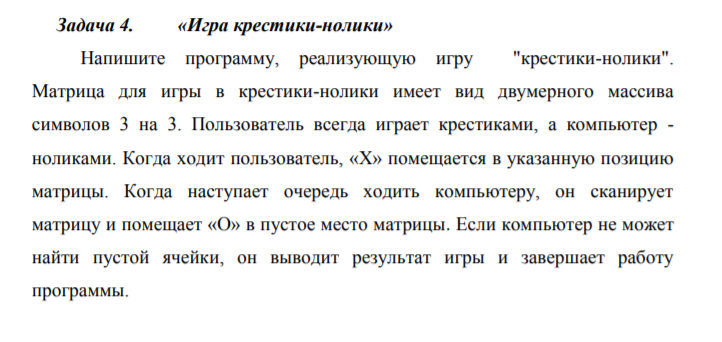 Задача 4. «Игра крестики-нолики»
Напишите программу, реализующую игру "крестики-нолики".
Матрица для игры в крестики-нолики имеет вид двумерного массива
символов 3 на 3. Пользователь всегда играет крестиками, а компьютер -
ноликами. Когда ходит пользователь, «X» помещается в указанную позицию
матрицы. Когда наступает очередь ходить компьютеру, он сканирует
матрицу и помещает «O» в пустое место матрицы. Если компьютер не может
найти пустой ячейки, он выводит результат игры и завершает работу
программы.